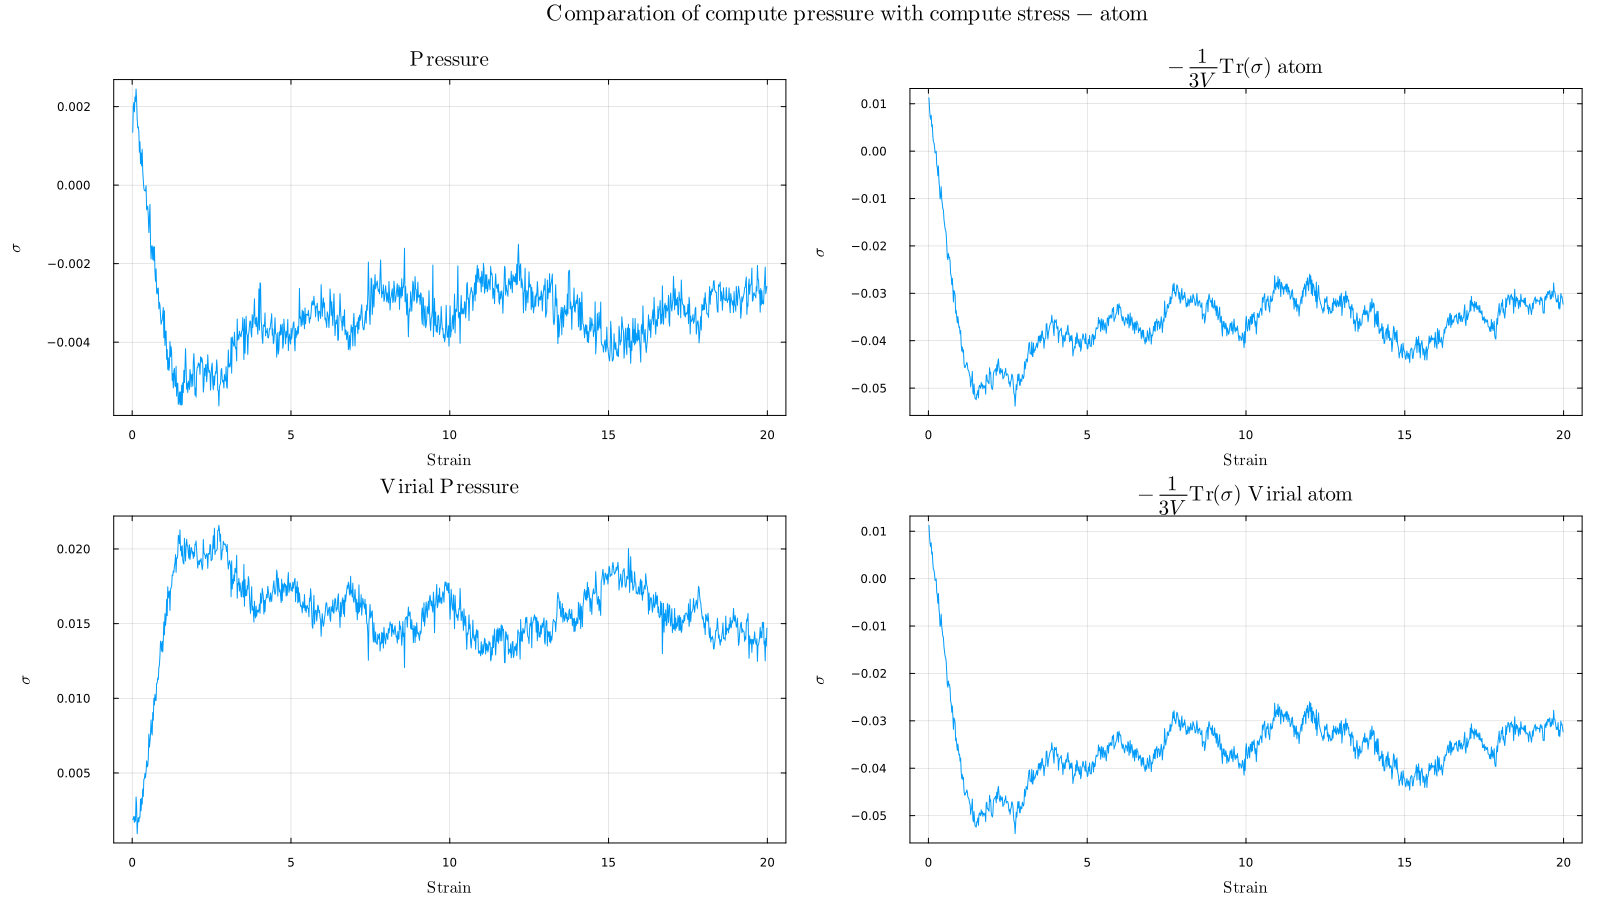 Comparation of compute pressure with compute stress − atom
Pressure
0.002
0.000
−0.002
−0.004
σ
0 5 10 15 20
Strain
−1/3V Tr(σ) atom
0.01
0.00
−0.01
−0.02
−0.03
−0.04
−0.05
σ
0 5 10 15 20
Strain
Virial Pressure
0.020
0.015
0.010
0.005
σ
0 5 10 15 20
Strain
−1/3V Tr(σ) Virial atom
0.01
0.00
−0.01
−0.02
−0.03
−0.04
−0.05
σ
0 5 10 15 20
Strain